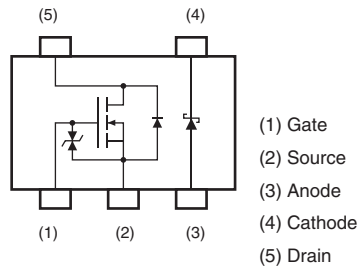 (5) (4)
(1) Gate
(2) Source
(3) Anode
(4) Cathode
(5) Drain
(1) (2) (3)